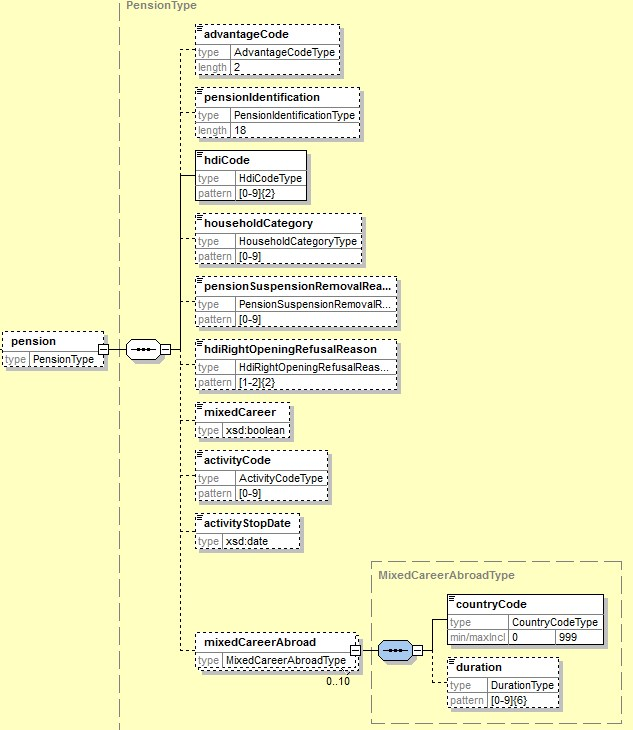 PensionType
advantageCode
type AdvantageCodeType
length 2
pensionIdentification
type PensionIdentificationType
length 18
hdiCode
type HdiCodeType
pattern [0-9]{2}
householdCategory
type HouseholdCategoryType
pattern [0-9]
pensionSuspensionRemovalRea...
type PensionSuspensionRemovalR...
pattern [0-9]
pension
type PensionType
hdiRightOpeningRefusalReason
type HdiRightOpeningRefusalReas...
pattern [1-2]{2}
mixedCareer
type xsd:boolean
activityCode
type ActivityCodeType
pattern [0-9]
activityStopDate
type xsd:date
mixedCareerAbroad
type MixedCareerAbroadType
0..10
MixedCareerAbroadType
countryCode
type CountryCodeType
min/maxIncl 0 999
duration
type DurationType
pattern [0-9]{6}